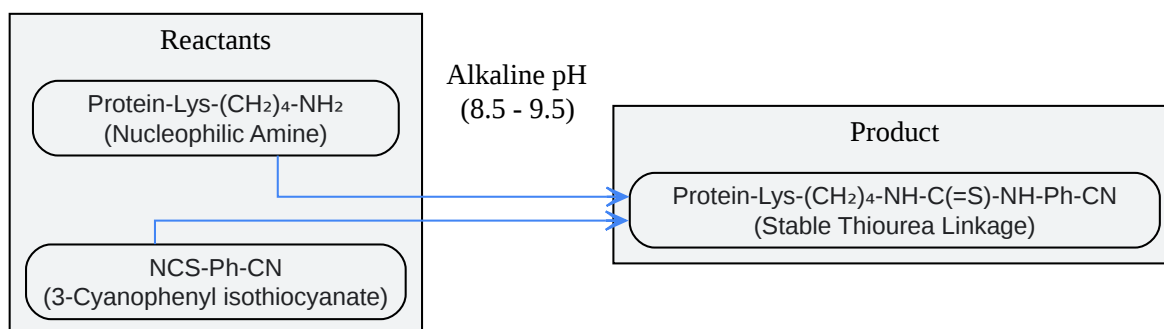 Reactants
Protein-Lys-(CH₂)₄-NH₂
(Nucleophilic Amine)
NCS-Ph-CN
(3-Cyanophenyl isothiocyanate)
Alkaline pH
(8.5 - 9.5)
Product
Protein-Lys-(CH₂)₄-NH-C(=S)-NH-Ph-CN
(Stable Thiourea Linkage)